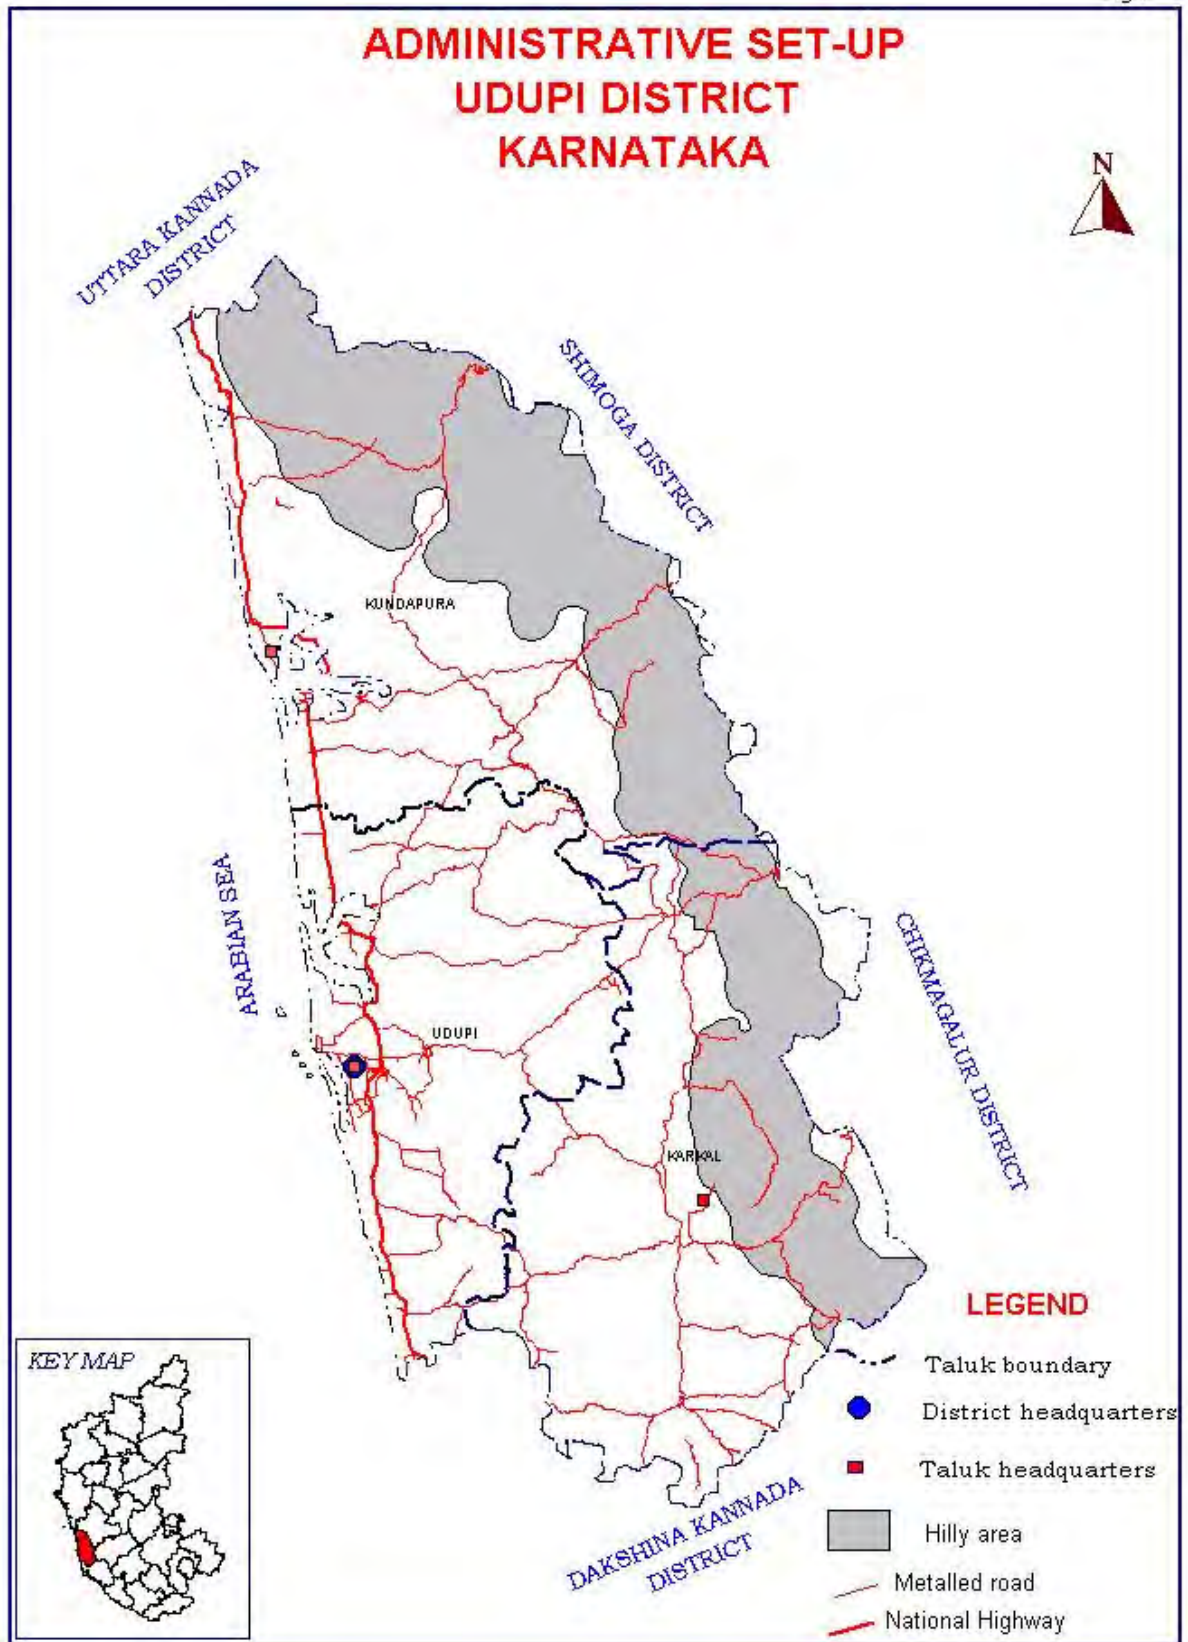 ADMINISTRATIVE SET-UP
UDUPI DISTRICT
KARNATAKA
N
UTTARA KANNADA
DISTRICT
SHIMOGA DISTRICT
KUNDAPURA
ARABIAN SEA
CHIKMAGALUR DISTRICT
UDUPI
KARKAL
LEGEND
KEY MAP
Taluk boundary
District headquarters
Taluk headquarters
DAKSHINA KANNADA
DISTRICT
Hilly area
Metalled road
National Highway